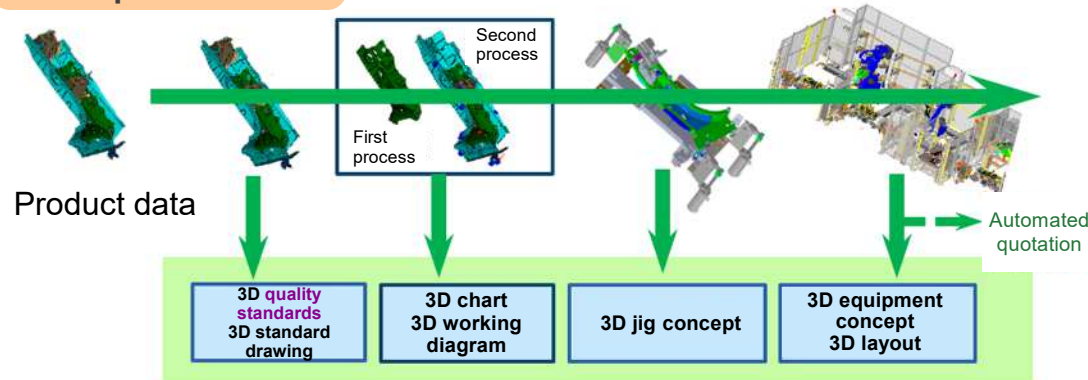 Second
process
First
process
Product data
Automated
quotation
3D quality
standards
3D standard
drawing
3D chart
3D working
diagram
3D jig concept
3D equipment
concept
3D layout